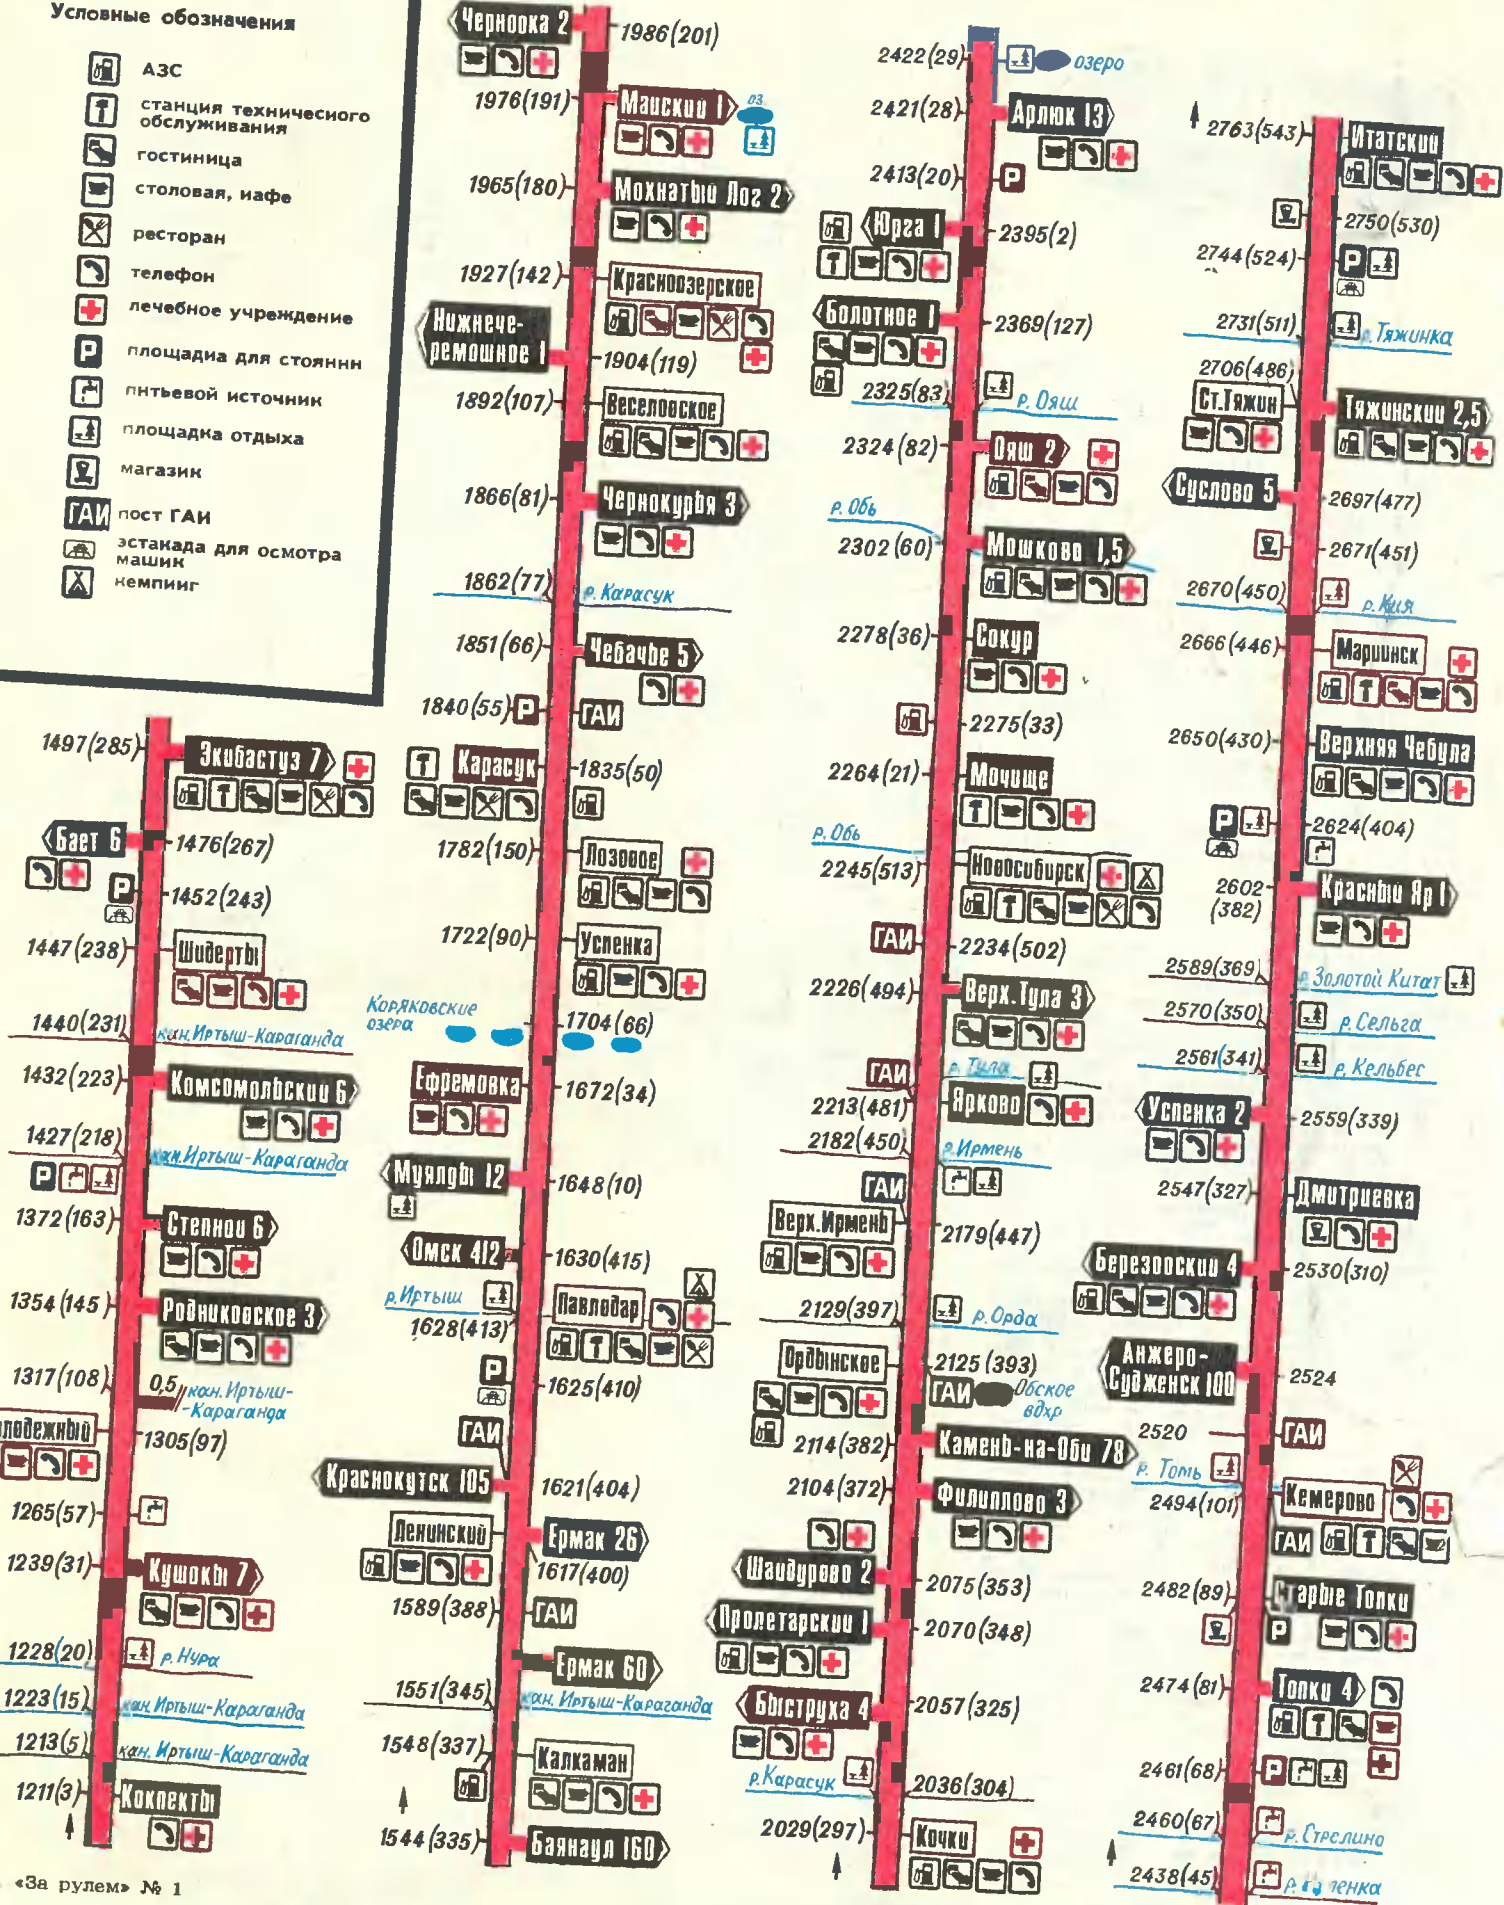 Условные обозначения
АЗС
станция технического
обслуживания
гостиница
столовая, кафе
ресторан
телефон
лечебное учреждение
P площадка для стоянки
питьевой источник
площадка отдыха
магазин
ГАИ пост ГАИ
эстакада для осмотра
машин
кемпинг
1497(285)
Экибастуз 7
Бает 6
1476(267)
P
1452(243)
1447(238)
Шидерты
1440(231)
кан. Иртыш-Караганда
1432(223)
Комсомольский 6
1427(218)
кан. Иртыш-Караганда
P
1372(163)
Степной 6
1354(145)
Родниковское 3
1317(108)
0,5
кан. Иртыш-
-Караганда
1305(97)
1265(57)
1239(31)
Кушокы 7
1228(20)
р. Нура
1223(15)
кан. Иртыш-Караганда
1213(5)
кан. Иртыш-Караганда
1211(3)
Кокпекты
«За рулем» № 1
Черновка 2
1986(201)
1976(191)
Майский 1
оз.
1965(180)
Мохнатый Лог 2
1927(142)
Краснозерское
Нижнече-
ремошное 1
1904(119)
1892(107)
Веселовское
1866(81)
Чернокурья 3
1862(77)
р. Карасук
1851(66)
Чебачье 5
1840(55)
P
ГАИ
Карасук
1835(50)
1782(150)
Лозовое
1722(90)
Успенка
Коряковские
озера
1704(66)
Ефремовка
1672(34)
Муялды 12
1648(10)
Омск 412
1630(415)
р. Иртыш
1628(413)
Павлодар
P
1625(410)
ГАИ
Краснокутск 105
1621(404)
Ленинский
Ермак 26
1617(400)
1589(388)
ГАИ
Ермак 60
1551(345)
кан. Иртыш-Караганда
1548(337)
Калкаман
1544(335)
Баянаул 160
2422(29)
озеро
2421(28)
Арлюк 13
2413(20)
P
Юрга 1
2395(2)
Болотное 1
2369(127)
2325(83)
р. Ояш
2324(82)
Ояш 2
р. Обь
2302(60)
Мошково 1,5
2278(36)
Сокур
2275(33)
2264(21)
Мочище
р. Обь
2245(513)
Новосибирск
ГАИ
2234(502)
2226(494)
Верх. Тула 3
ГАИ
р. Тула
2213(481)
Ярково
2182(450)
р. Ирмень
ГАИ
Верх. Ирмень
2179(447)
2129(397)
р. Орда
Ордынское
2125(393)
ГАИ
Обское
вдхр
2114(382)
Камень-на-Оби 78
2104(372)
Филиппово 3
Шайдурово 2
2075(353)
Пролетарский 1
2070(348)
Быструха 4
2057(325)
р. Карасук
2036(304)
2029(297)
Кочки
2763(543)
Итатский
2750(530)
2744(524)
P
2731(511)
р. Тяжинка
2706(486)
Ст. Тяжин
Тяжинский 2,5
Суслово 5
2697(477)
2671(451)
2670(450)
р. Кия
2666(446)
Мариинск
2650(430)
Верхняя Чебула
P
2624(404)
2602
(382)
Красный Яр 1
2589(369)
р. Золотой Китат
2570(350)
р. Сельга
2561(341)
р. Кельбес
Успенка 2
2559(339)
2547(327)
Дмитриевка
Березовский 4
2530(310)
Анжеро-
Судженск 100
2524
2520
ГАИ
р. Томь
2494(101)
Кемерово
ГАИ
2482(89)
Старые Топки
P
2474(81)
Топки 4
2461(68)
P
2460(67)
р. Стрелино
2438(45)